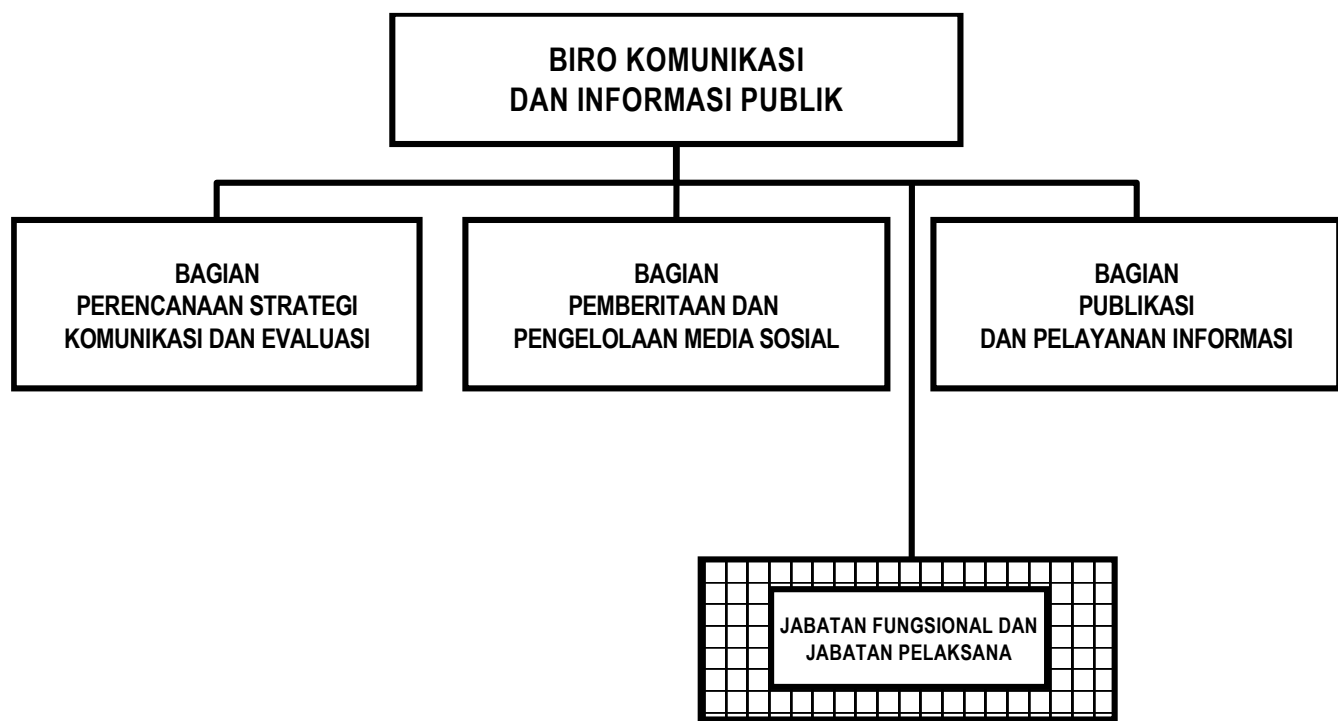 BIRO KOMUNIKASI
DAN INFORMASI PUBLIK
BAGIAN
PERENCANAAN STRATEGI
KOMUNIKASI DAN EVALUASI
BAGIAN
PEMBERITAAN DAN
PENGELOLAAN MEDIA SOSIAL
BAGIAN
PUBLIKASI
DAN PELAYANAN INFORMASI
JABATAN FUNGSIONAL DAN
JABATAN PELAKSANA